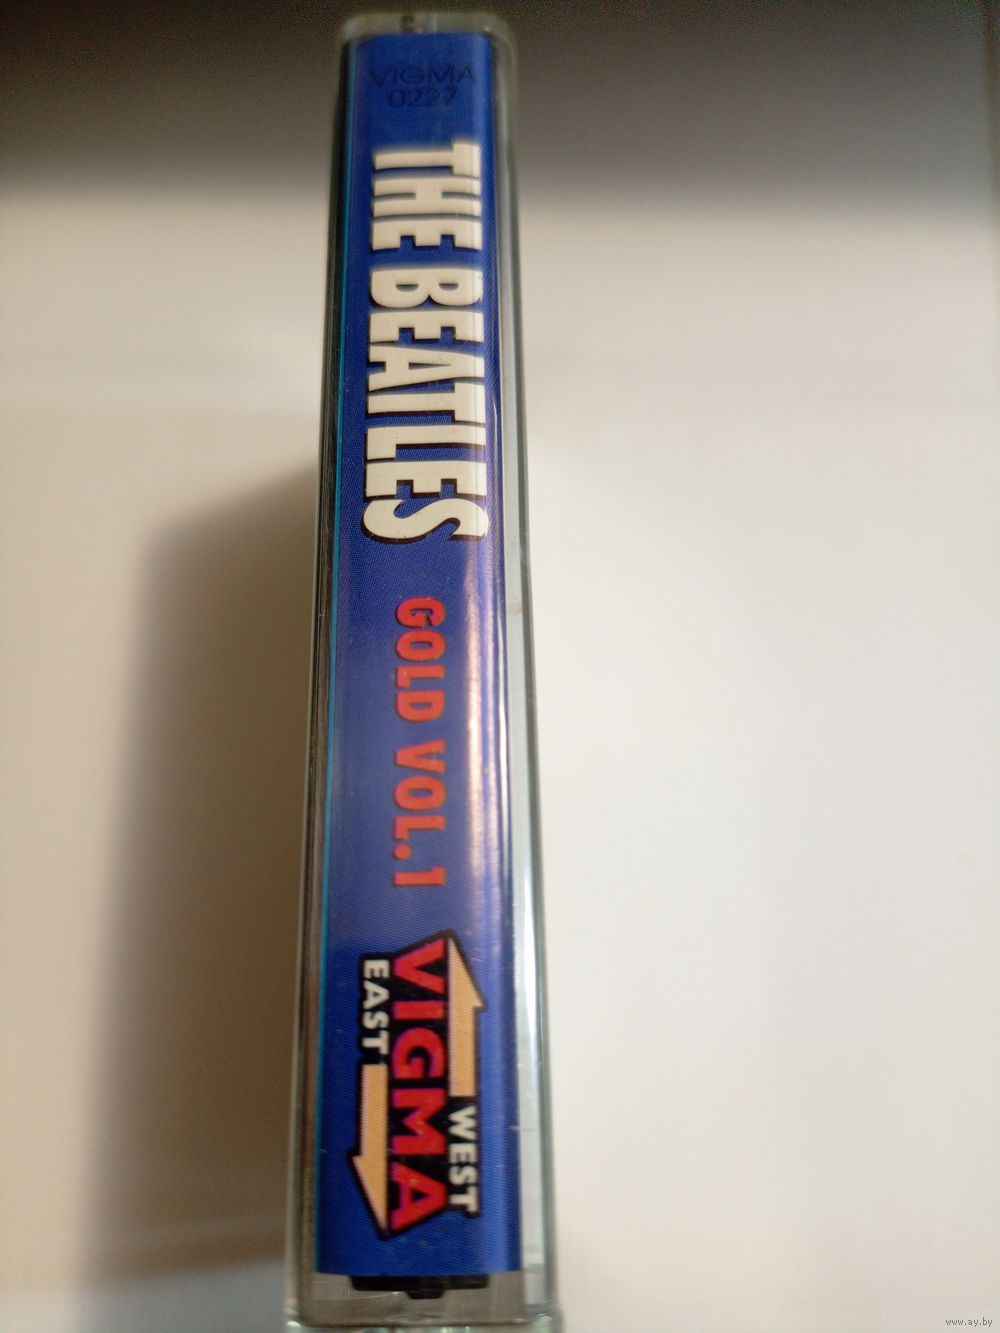 VIGMA
0227
THE BEATLES
GOLD VOL.1
WEST
VIGMA
EAST
www.ay.by